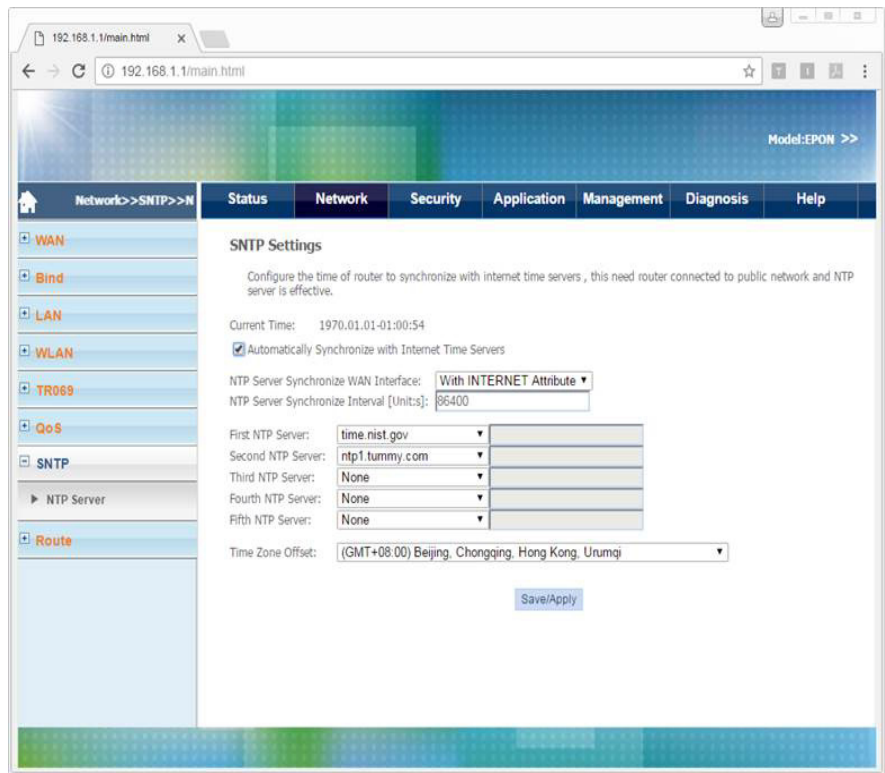 192.168.1.1/main.html
192.168.1.1/main.html
Model:EPON >>
Network>>SNTP>>N
Status Network Security Application Management Diagnosis Help
WAN
Bind
LAN
WLAN
TR069
QoS
SNTP
NTP Server
Route
SNTP Settings
Configure the time of router to synchronize with internet time servers , this need router connected to public network and NTP
server is effective.
Current Time: 1970.01.01-01:00:54
Automatically Synchronize with Internet Time Servers
NTP Server Synchronize WAN Interface: With INTERNET Attribute
NTP Server Synchronize Interval [Unit:s]: 86400
First NTP Server: time.nist.gov
Second NTP Server: ntp1.tummy.com
Third NTP Server: None
Fourth NTP Server: None
Fifth NTP Server: None
Time Zone Offset: (GMT+08:00) Beijing, Chongqing, Hong Kong, Urumqi
Save/Apply